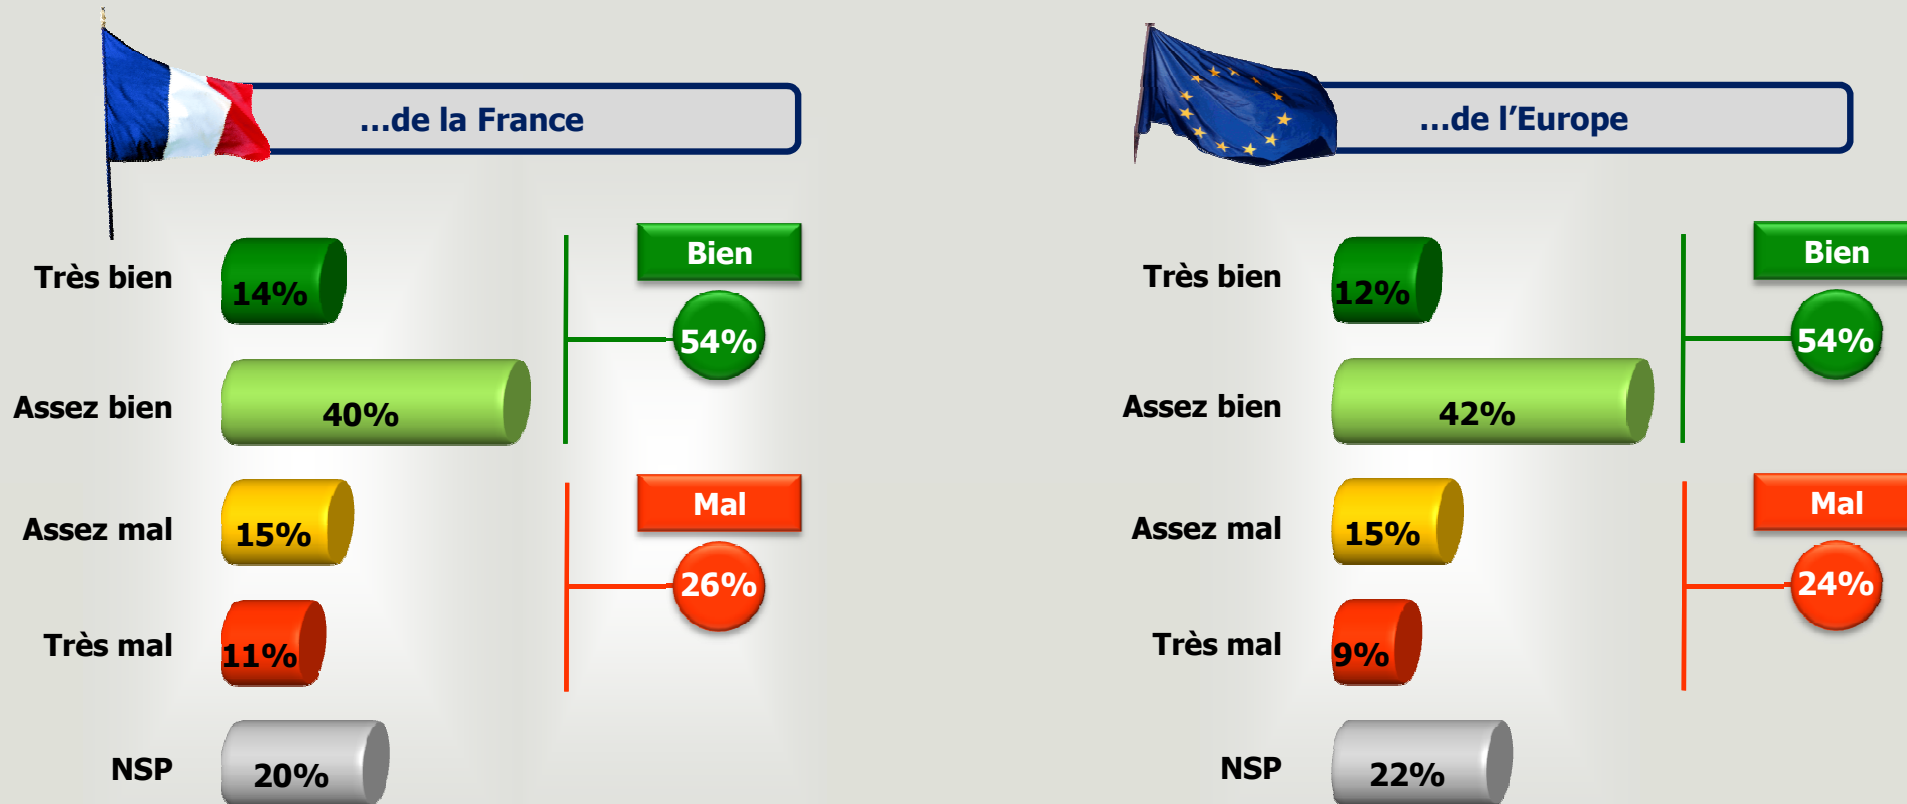 ...de la France
Très bien
14%
Assez bien
40%
Assez mal
15%
Très mal
11%
NSP
20%
Bien
54%
Mal
26%
...de l'Europe
Très bien
12%
Assez bien
42%
Assez mal
15%
Très mal
9%
NSP
22%
Bien
54%
Mal
24%